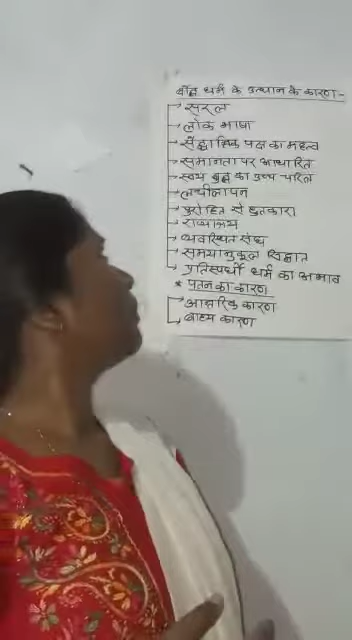 बौद्ध धर्म के उत्थान के कारण -
सरल
लोक भाषा
सैद्धान्तिक पक्ष का महत्व
समानता पर आधारित
स्वयं बुद्ध का पुण्य चरित
लचीलापन
पुरोहित से छुटकारा
राज्याश्रय
व्यवस्थित संघ
समयानुकूल सिद्धांत
प्रतिस्पर्धी धर्म का अभाव
* पतन का कारण
आन्तरिक कारण
बाह्य कारण